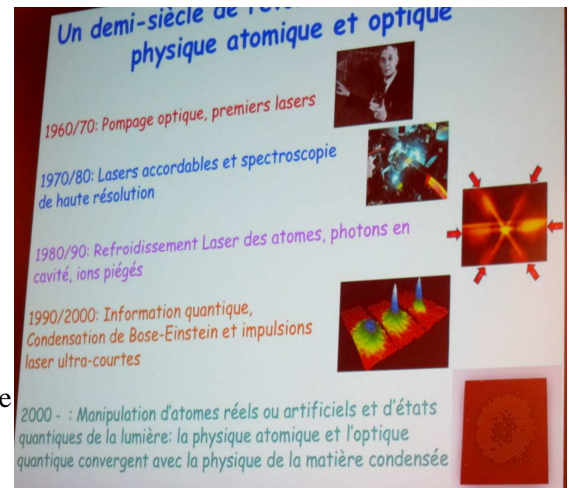 Un demi-siècle de
physique atomique et optique
1960/70: Pompage optique, premiers lasers
1970/80: Lasers accordables et spectroscopie
de haute résolution
1980/90: Refroidissement Laser des atomes, photons en
cavité, ions piégés
1990/2000: Information quantique,
Condensation de Bose-Einstein et impulsions
laser ultra-courtes
e
2000 - : Manipulation d'atomes réels ou artificiels et d'états
quantiques de la lumière: la physique atomique et l'optique
quantique convergent avec la physique de la matière condensée